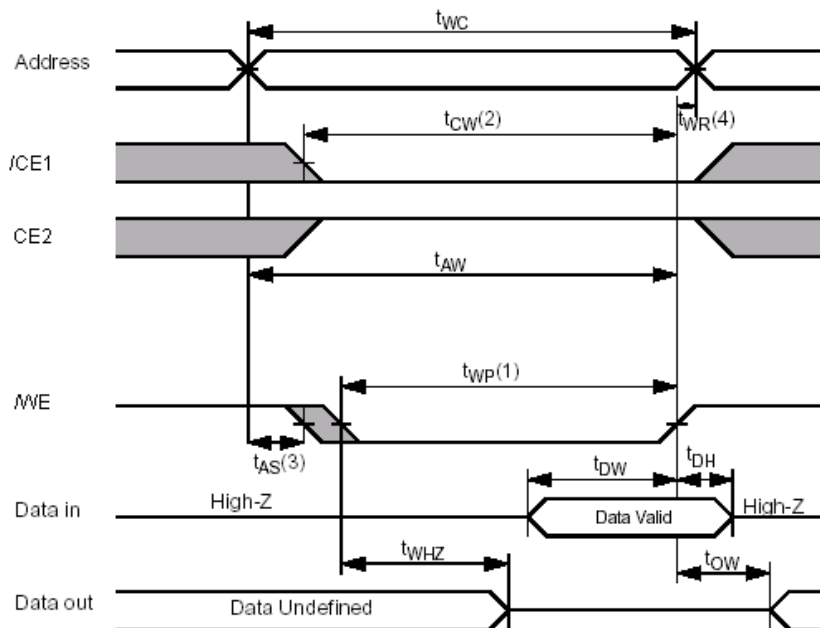 tWC
Address
tCW(2)
tWR(4)
/CE1
CE2
tAW
tWP(1)
/WE
tAS(3)
tDW
tDH
High-Z
Data in
Data Valid
High-Z
tWHZ
tOW
Data out
Data Undefined